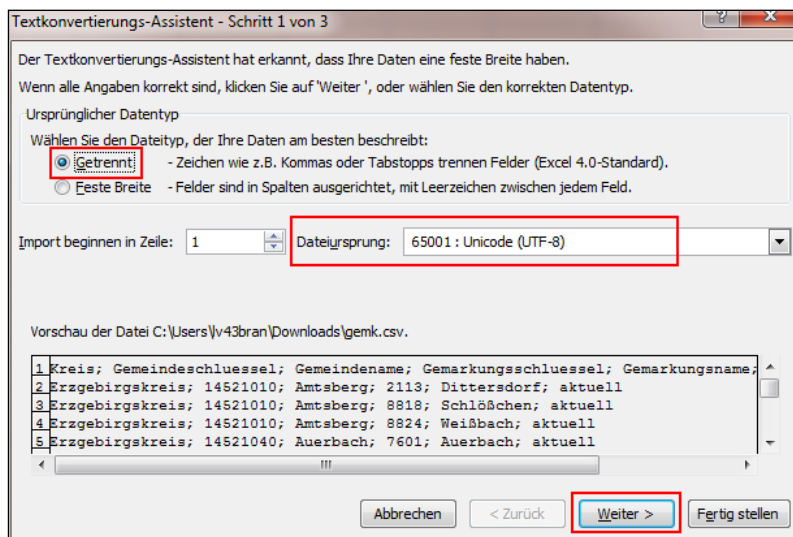 Textkonvertierungs-Assistent - Schritt 1 von 3
Der Textkonvertierungs-Assistent hat erkannt, dass Ihre Daten eine feste Breite haben.
Wenn alle Angaben korrekt sind, klicken Sie auf 'Weiter ', oder wählen Sie den korrekten Datentyp.
Ursprünglicher Datentyp
Wählen Sie den Dateityp, der Ihre Daten am besten beschreibt:
Getrennt - Zeichen wie z.B. Kommas oder Tabstopps trennen Felder (Excel 4.0-Standard).
Feste Breite - Felder sind in Spalten ausgerichtet, mit Leerzeichen zwischen jedem Feld.
Import beginnen in Zeile: 1 Dateiursprung: 65001 : Unicode (UTF-8)
Vorschau der Datei C:\Users\lv43bran\Downloads\gemk.csv.
1 Kreis; Gemeindeschluessel; Gemeindename; Gemarkungsschluessel; Gemarkungsname;
2 Erzgebirgskreis; 14521010; Amtsberg; 2113; Dittersdorf; aktuell
3 Erzgebirgskreis; 14521010; Amtsberg; 8818; Schlößchen; aktuell
4 Erzgebirgskreis; 14521010; Amtsberg; 8824; Weißbach; aktuell
5 Erzgebirgskreis; 14521040; Auerbach; 7601; Auerbach; aktuell
Abbrechen < Zurück Weiter > Fertig stellen